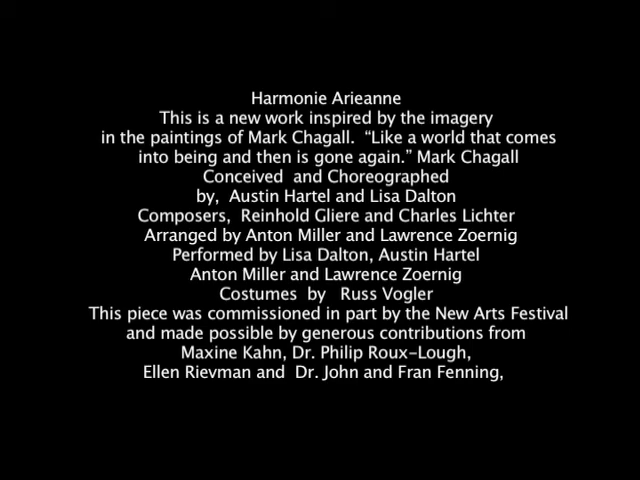 Harmonie Arieanne
This is a new work inspired by the imagery
in the paintings of Mark Chagall.  “Like a world that comes
into being and then is gone again.” Mark Chagall
Conceived  and Choreographed
by,  Austin Hartel and Lisa Dalton
Composers,  Reinhold Gliere and Charles Lichter
Arranged by Anton Miller and Lawrence Zoernig
Performed by Lisa Dalton, Austin Hartel
Anton Miller and Lawrence Zoernig
Costumes  by   Russ Vogler
This piece was commissioned in part by the New Arts Festival
and made possible by generous contributions from
Maxine Kahn, Dr. Philip Roux-Lough,
Ellen Rievman and  Dr. John and Fran Fenning,